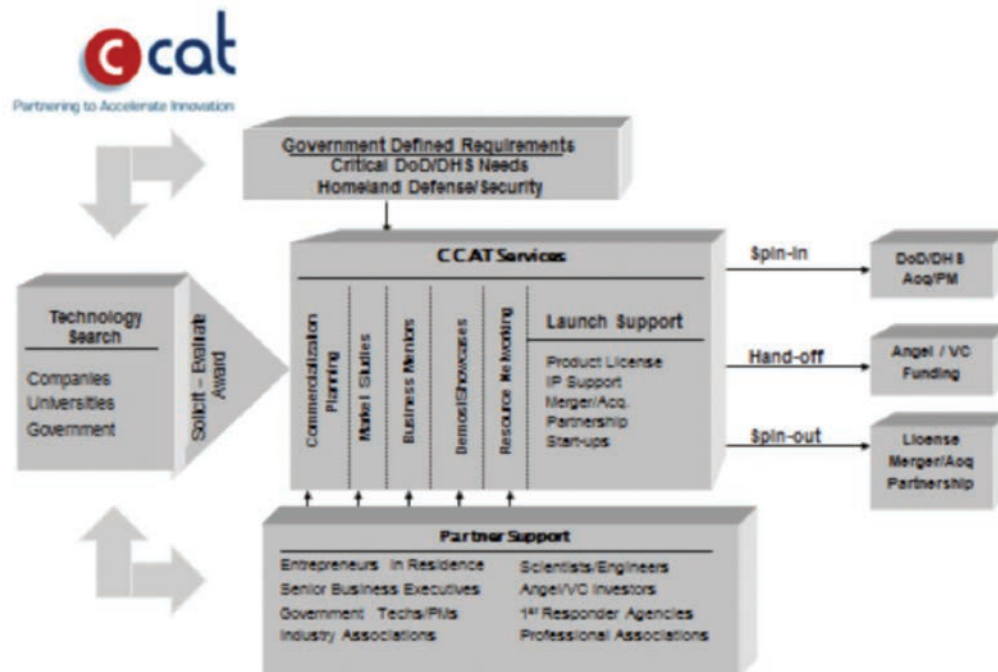 ccat
Partnering to Accelerate Innovation
Government Defined Requirements
Critical DoD/DHS Needs
Homeland Defense/Security
Technology
Search
Companies
Universities
Government
Solicit – Evaluate
Award
CCAT Services
Commercialization
Planning
Market Studies
Business Mentors
Demos/Showcases
Resource Networking
Launch Support
Product License
IP Support
Merger/Acq.
Partnership
Start-ups
Spin-in
DoD/DHS
Acq/PM
Hand-off
Angel / VC
Funding
Spin-out
License
Merger/Acq
Partnership
Partner Support
Entrepreneurs in Residence
Senior Business Executives
Government Techs/PMs
Industry Associations
Scientists/Engineers
Angel/VC Investors
1st Responder Agencies
Professional Associations